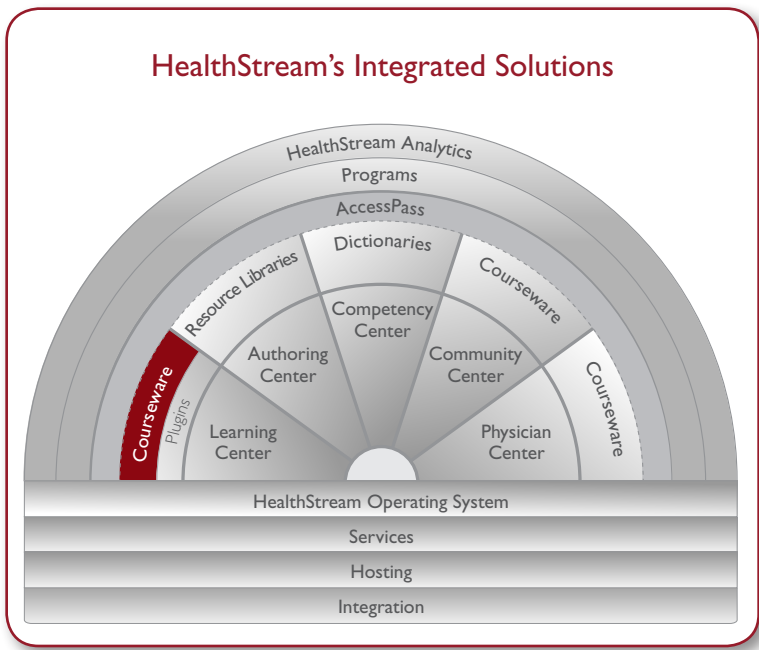 HealthStream's Integrated Solutions
HealthStream Analytics
Programs
AccessPass
Dictionaries
Resource Libraries
Courseware
Competency
Center
Authoring
Center
Community
Center
Courseware
Plugins
Courseware
Learning
Center
Physician
Center
HealthStream Operating System
Services
Hosting
Integration